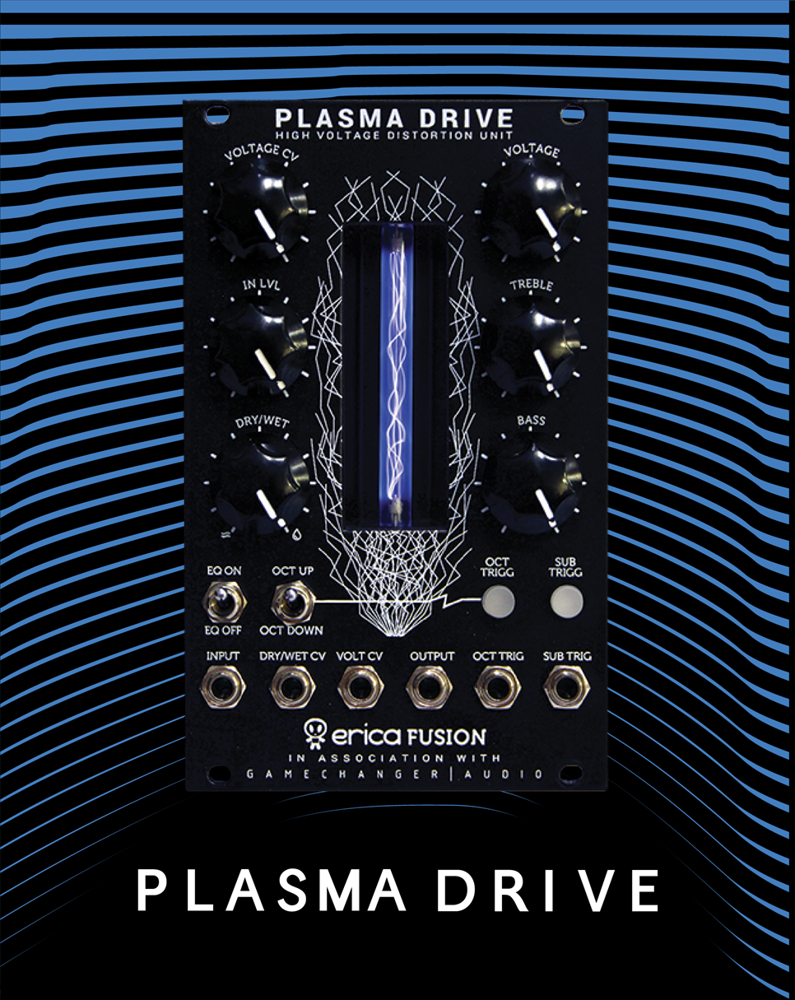 PLASMA DRIVE
HIGH VOLTAGE DISTORTION UNIT
VOLTAGE CV
VOLTAGE
IN LVL
TREBLE
DRY/WET
BASS
EQ ON
OCT UP
OCT
TRIGG
SUB
TRIGG
EQ OFF
OCT DOWN
INPUT
DRY/WET CV
VOLT CV
OUTPUT
OCT TRIG
SUB TRIG
erica FUSION
IN ASSOCIATION WITH
GAMECHANGER|AUDIO
PLASMA DRIVE